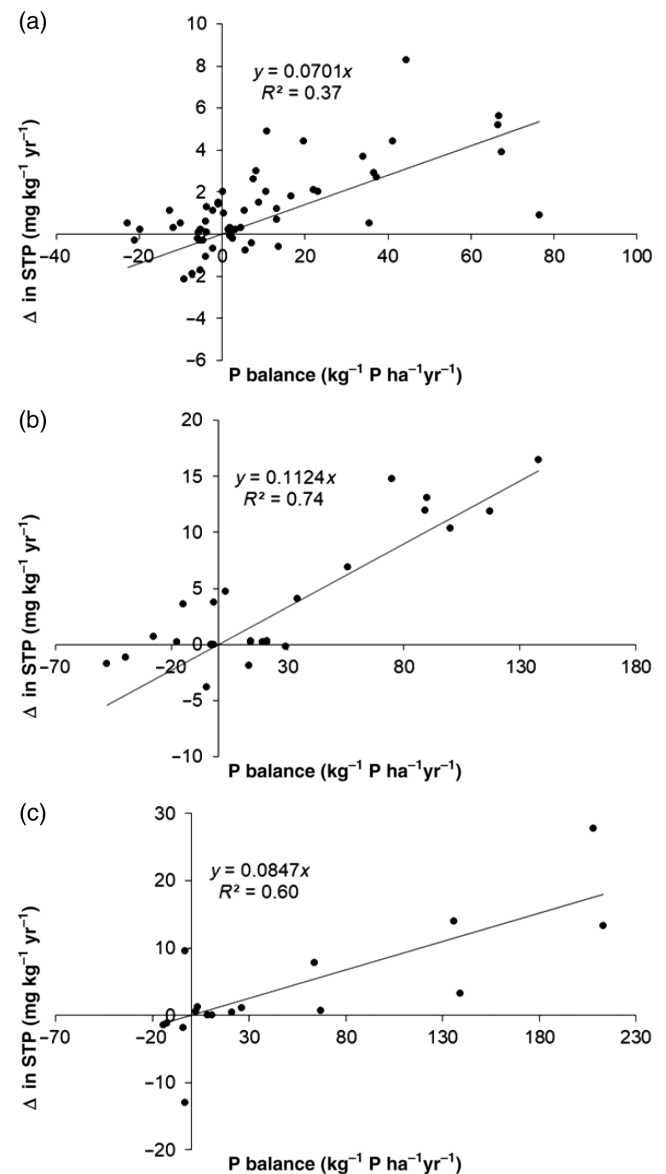 (a)
10
8
6
4
2
0
−2
−4
−6
y = 0.0701x
R² = 0.37
−40
−20
0
20
40
60
80
100
Δ in STP (mg kg⁻¹ yr⁻¹)
P balance (kg⁻¹ P ha⁻¹yr⁻¹)
(b)
20
15
10
5
0
−5
−10
y = 0.1124x
R² = 0.74
−70
−20
30
80
130
180
Δ in STP (mg kg⁻¹ yr⁻¹)
P balance (kg⁻¹ P ha⁻¹yr⁻¹)
(c)
30
20
10
0
−10
−20
y = 0.0847x
R² = 0.60
−70
−20
30
80
130
180
230
Δ in STP (mg kg⁻¹ yr⁻¹)
P balance (kg⁻¹ P ha⁻¹yr⁻¹)